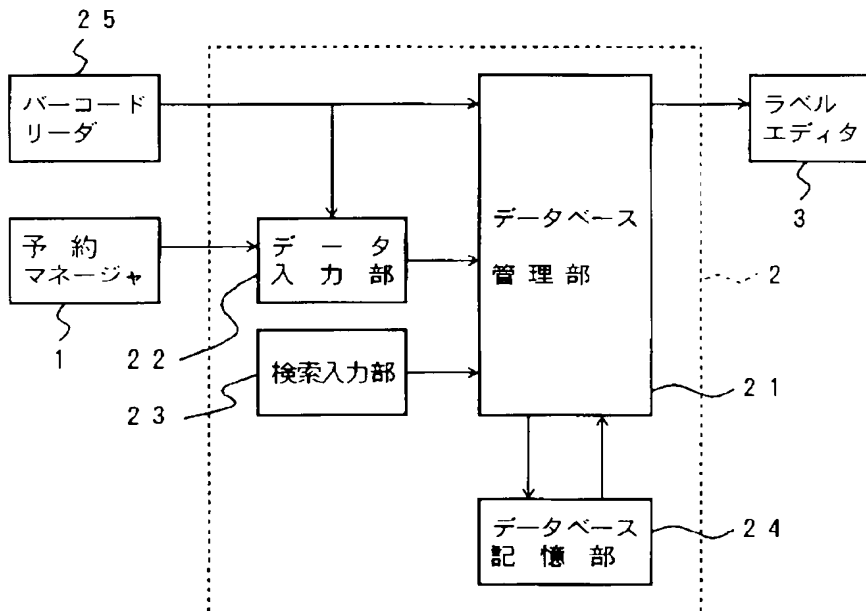 ２５
バーコード
リーダ
ラベル
エディタ
３
予約
マネージャ
１
データ
入力部
２２
検索入力部
２３
データベース
管理部
２
２１
データベース
記憶部
２４